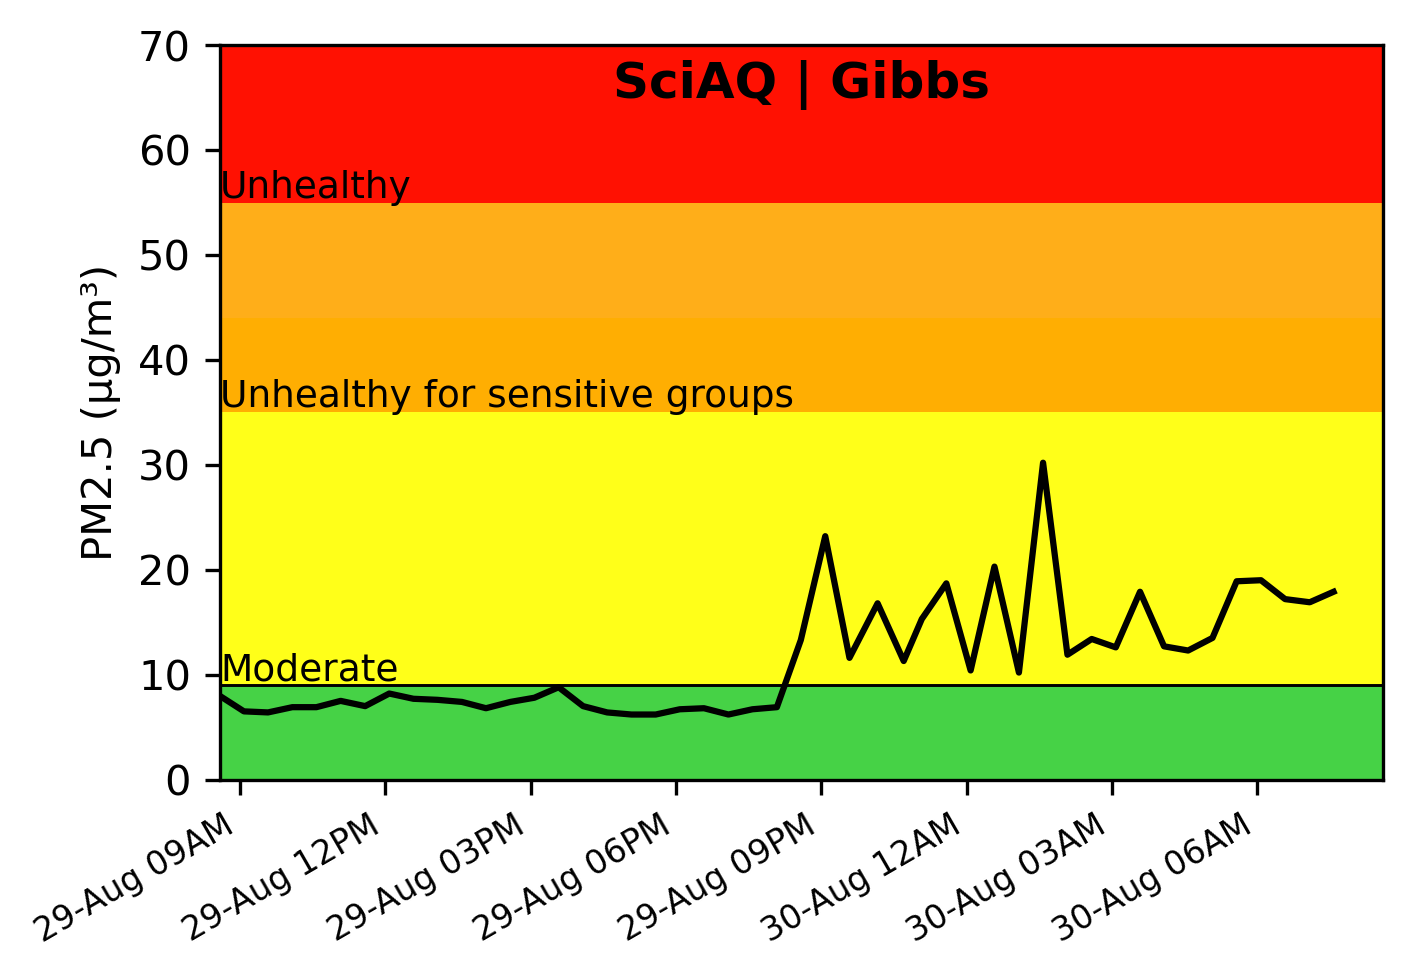 SciAQ | Gibbs
70
60
50
40
30
20
10
0
PM2.5 (µg/m³)
Unhealthy
Unhealthy for sensitive groups
Moderate
29-Aug 09AM
29-Aug 12PM
29-Aug 03PM
29-Aug 06PM
29-Aug 09PM
30-Aug 12AM
30-Aug 03AM
30-Aug 06AM